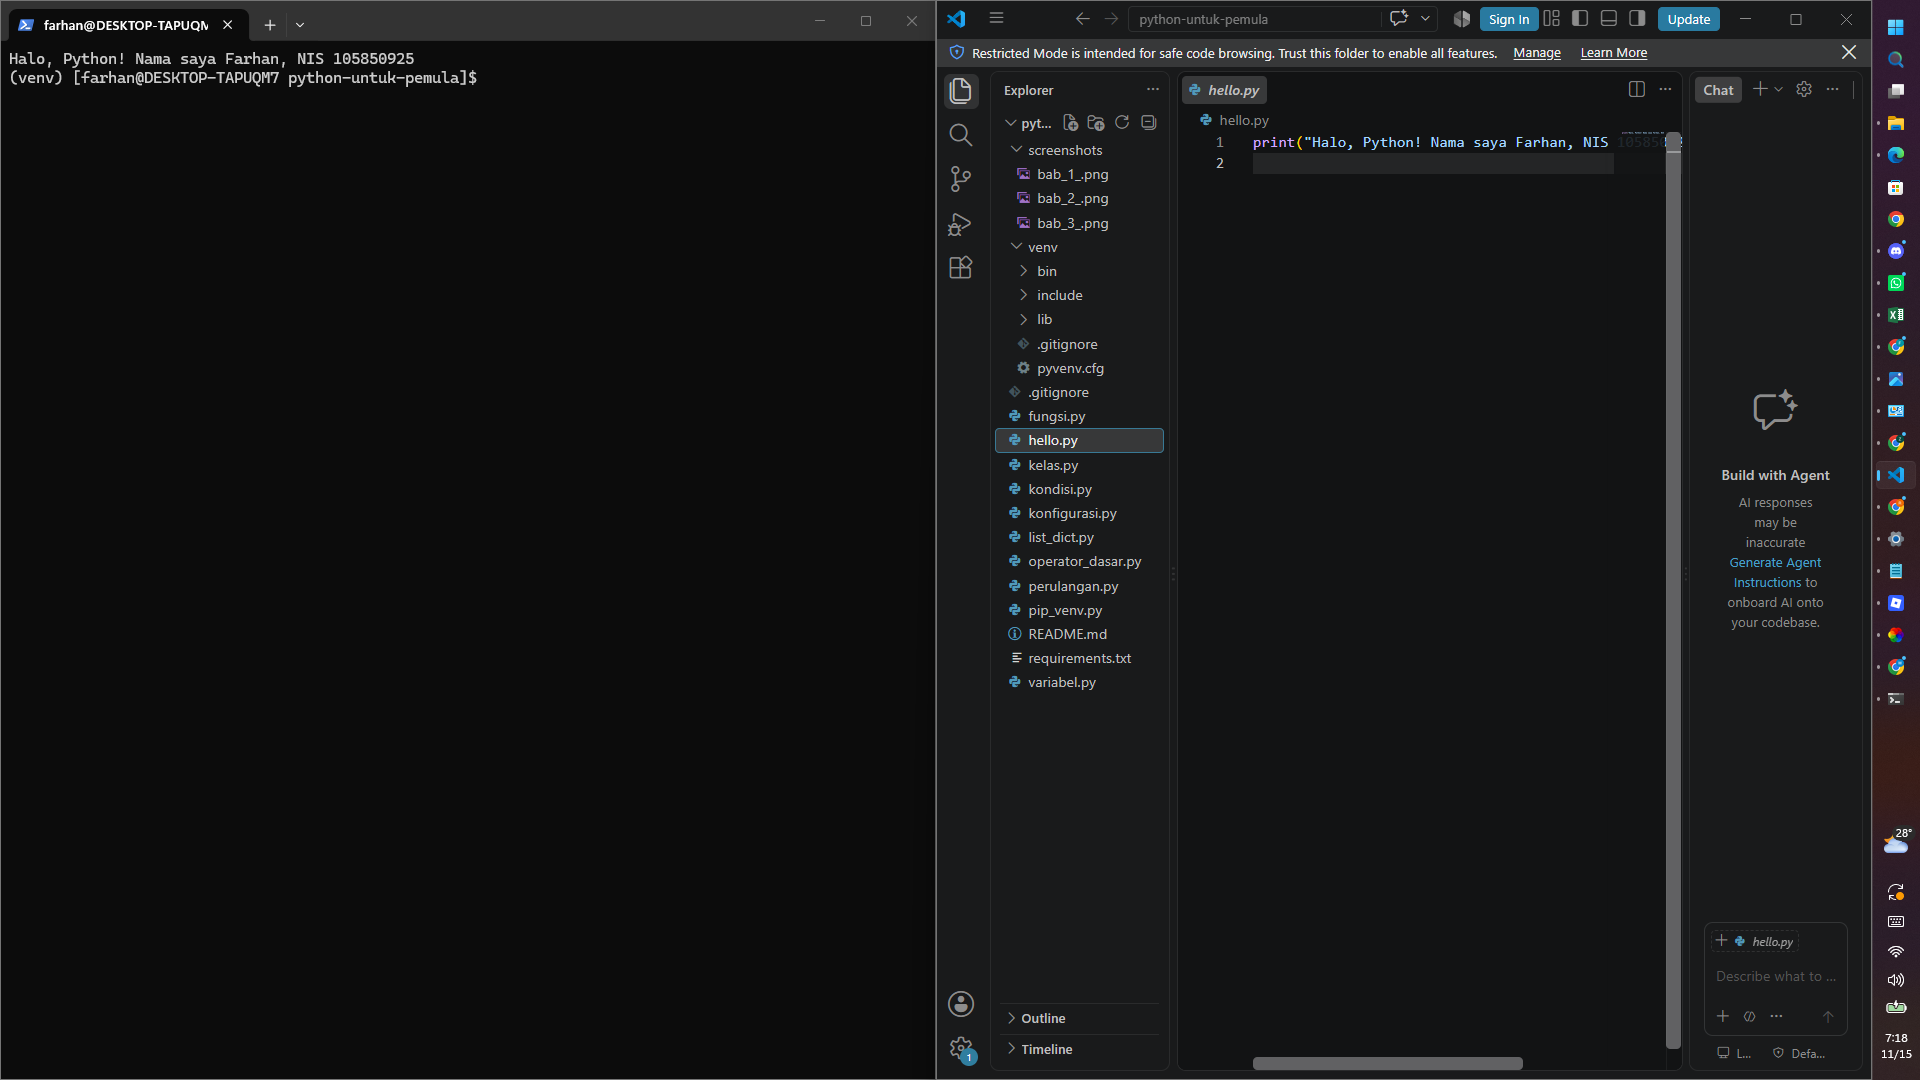 farhan@DESKTOP-TAPUQM
Halo, Python! Nama saya Farhan, NIS 105850925
(venv) [farhan@DESKTOP-TAPUQM7 python-untuk-pemula]$
python-untuk-pemula
Sign In
Update
Restricted Mode is intended for safe code browsing. Trust this folder to enable all features. Manage Learn More
Explorer
pyt...
screenshots
bab_1_.png
bab_2_.png
bab_3_.png
venv
bin
include
lib
.gitignore
pyvenv.cfg
.gitignore
fungsi.py
hello.py
kelas.py
kondisi.py
konfigurasi.py
list_dict.py
operator_dasar.py
perulangan.py
pip_venv.py
README.md
requirements.txt
variabel.py
Outline
Timeline
1
hello.py
hello.py
1 print("Halo, Python! Nama saya Farhan, NIS
2
Chat
Build with Agent
AI responses
may be
inaccurate
Generate Agent
Instructions to
onboard AI onto
your codebase.
hello.py
Describe what to ...
L...
Defa...
28°
7:18
11/15